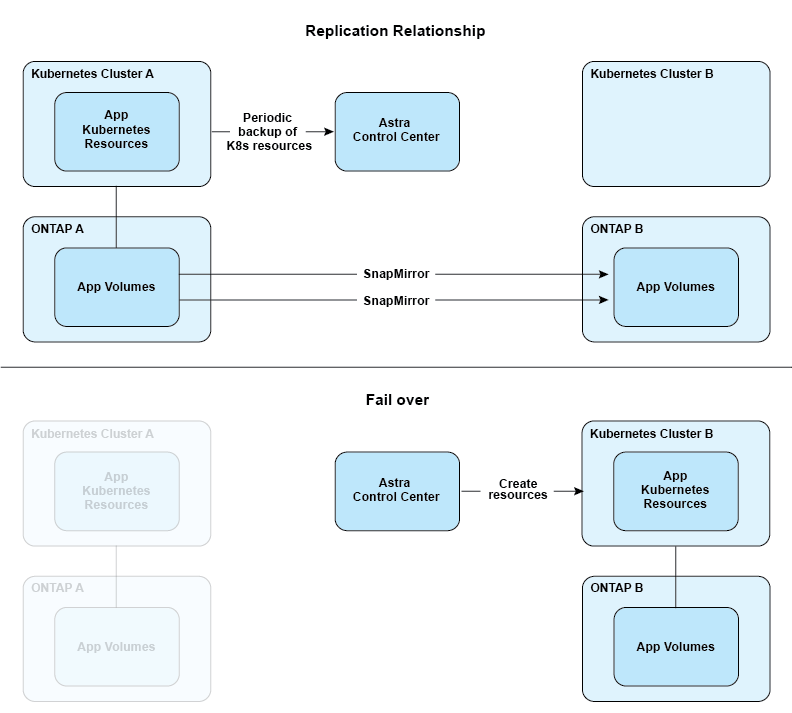 Replication Relationship
Kubernetes Cluster A
App
Kubernetes
Resources
Periodic
backup of
K8s resources
Astra
Control Center
Kubernetes Cluster B
ONTAP A
App Volumes
SnapMirror
SnapMirror
ONTAP B
App Volumes
Fail over
Kubernetes Cluster A
App
Kubernetes
Resources
Astra
Control Center
Create
resources
Kubernetes Cluster B
App
Kubernetes
Resources
ONTAP A
App Volumes
ONTAP B
App Volumes